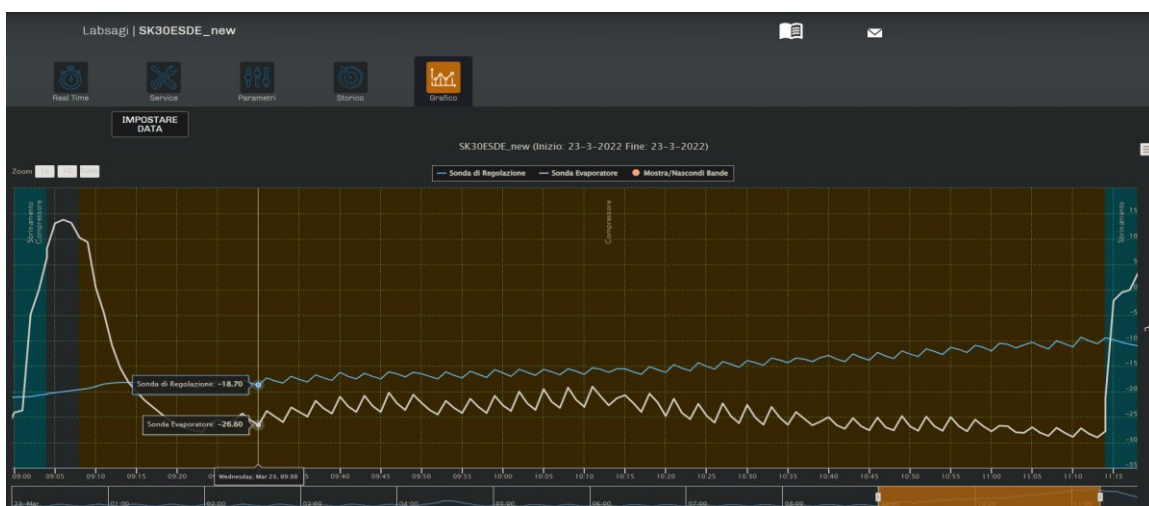 Labsagi | SK30ESDE_new
Real Time
Service
Parametri
Storico
Grafico
IMPOSTARE
DATA
SK30ESDE_new (Inizio: 23-3-2022 Fine: 23-3-2022)
Zoom
Sonda di Regolazione Sonda Evaporatore Mostra/Nascondi Bande
Sbrinamento
Compressore
Compressore
Sbrinamento
15
10
5
0
-5
-10
-15
-20
-25
-30
-35
Sonda di Regolazione: -18.70
Sonda Evaporatore: -26.60
09:00 09:05 09:10 09:15 09:20 Wednesday, Mar 23, 09:30 09:40 09:45 09:50 09:55 10:00 10:05 10:10 10:15 10:20 10:25 10:30 10:35 10:40 10:45 10:50 10:55 11:00 11:05 11:10 11:15
23-Mar 01:00 02:00 03:00 04:00 05:00 06:00 07:00 08:00